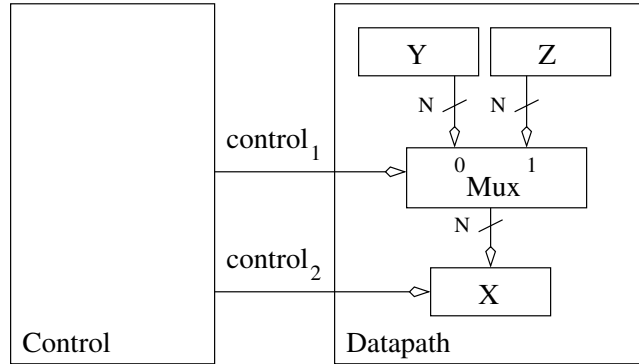 Y Z
N N
control₁
0 1
Mux
N
control₂
X
Control
Datapath